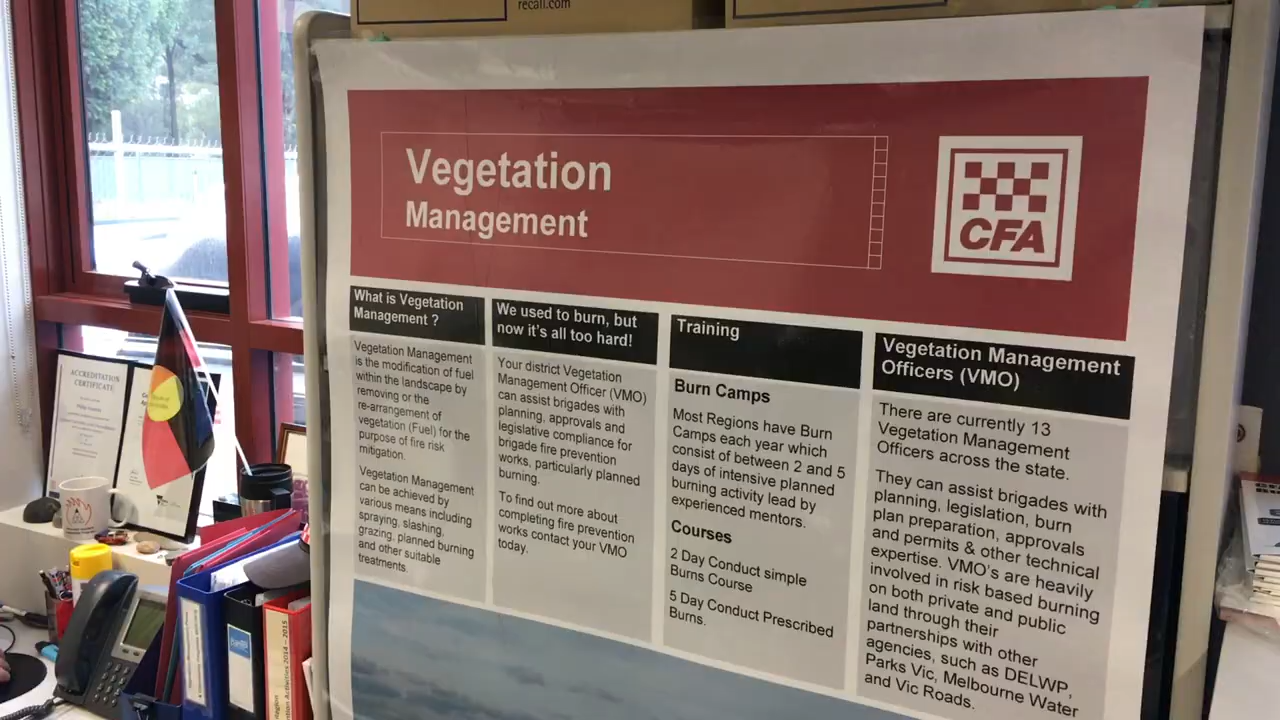 recall.com
Vegetation
Management
CFA
What is Vegetation
Management ?
Vegetation Management
is the modification of fuel
within the landscape by
removing or the
re-arrangement of
vegetation (Fuel) for the
purpose of fire risk
mitigation.
Vegetation Management
can be achieved by
various means including
spraying, slashing,
grazing, planned burning
and other suitable
treatments.
We used to burn, but
now it's all too hard!
Your district Vegetation
Management Officer (VMO)
can assist brigades with
planning, approvals and
legislative compliance for
brigade fire prevention
works, particularly planned
burning.
To find out more about
completing fire prevention
works contact your VMO
today.
Training
Burn Camps
Most Regions have Burn
Camps each year which
consist of between 2 and 5
days of intensive planned
burning activity lead by
experienced mentors.
Courses
2 Day Conduct simple
Burns Course
5 Day Conduct Prescribed
Burns.
Vegetation Management
Officers (VMO)
There are currently 13
Vegetation Management
Officers across the state.
They can assist brigades with
planning, legislation, burn
plan preparation, approvals
and permits & other technical
expertise. VMO's are heavily
involved in risk based burning
on both private and public
land through their
partnerships with other
agencies, such as DELWP,
Parks Vic, Melbourne Water
and Vic Roads.
ACCREDITATION
CERTIFICATE
2014 – 2015